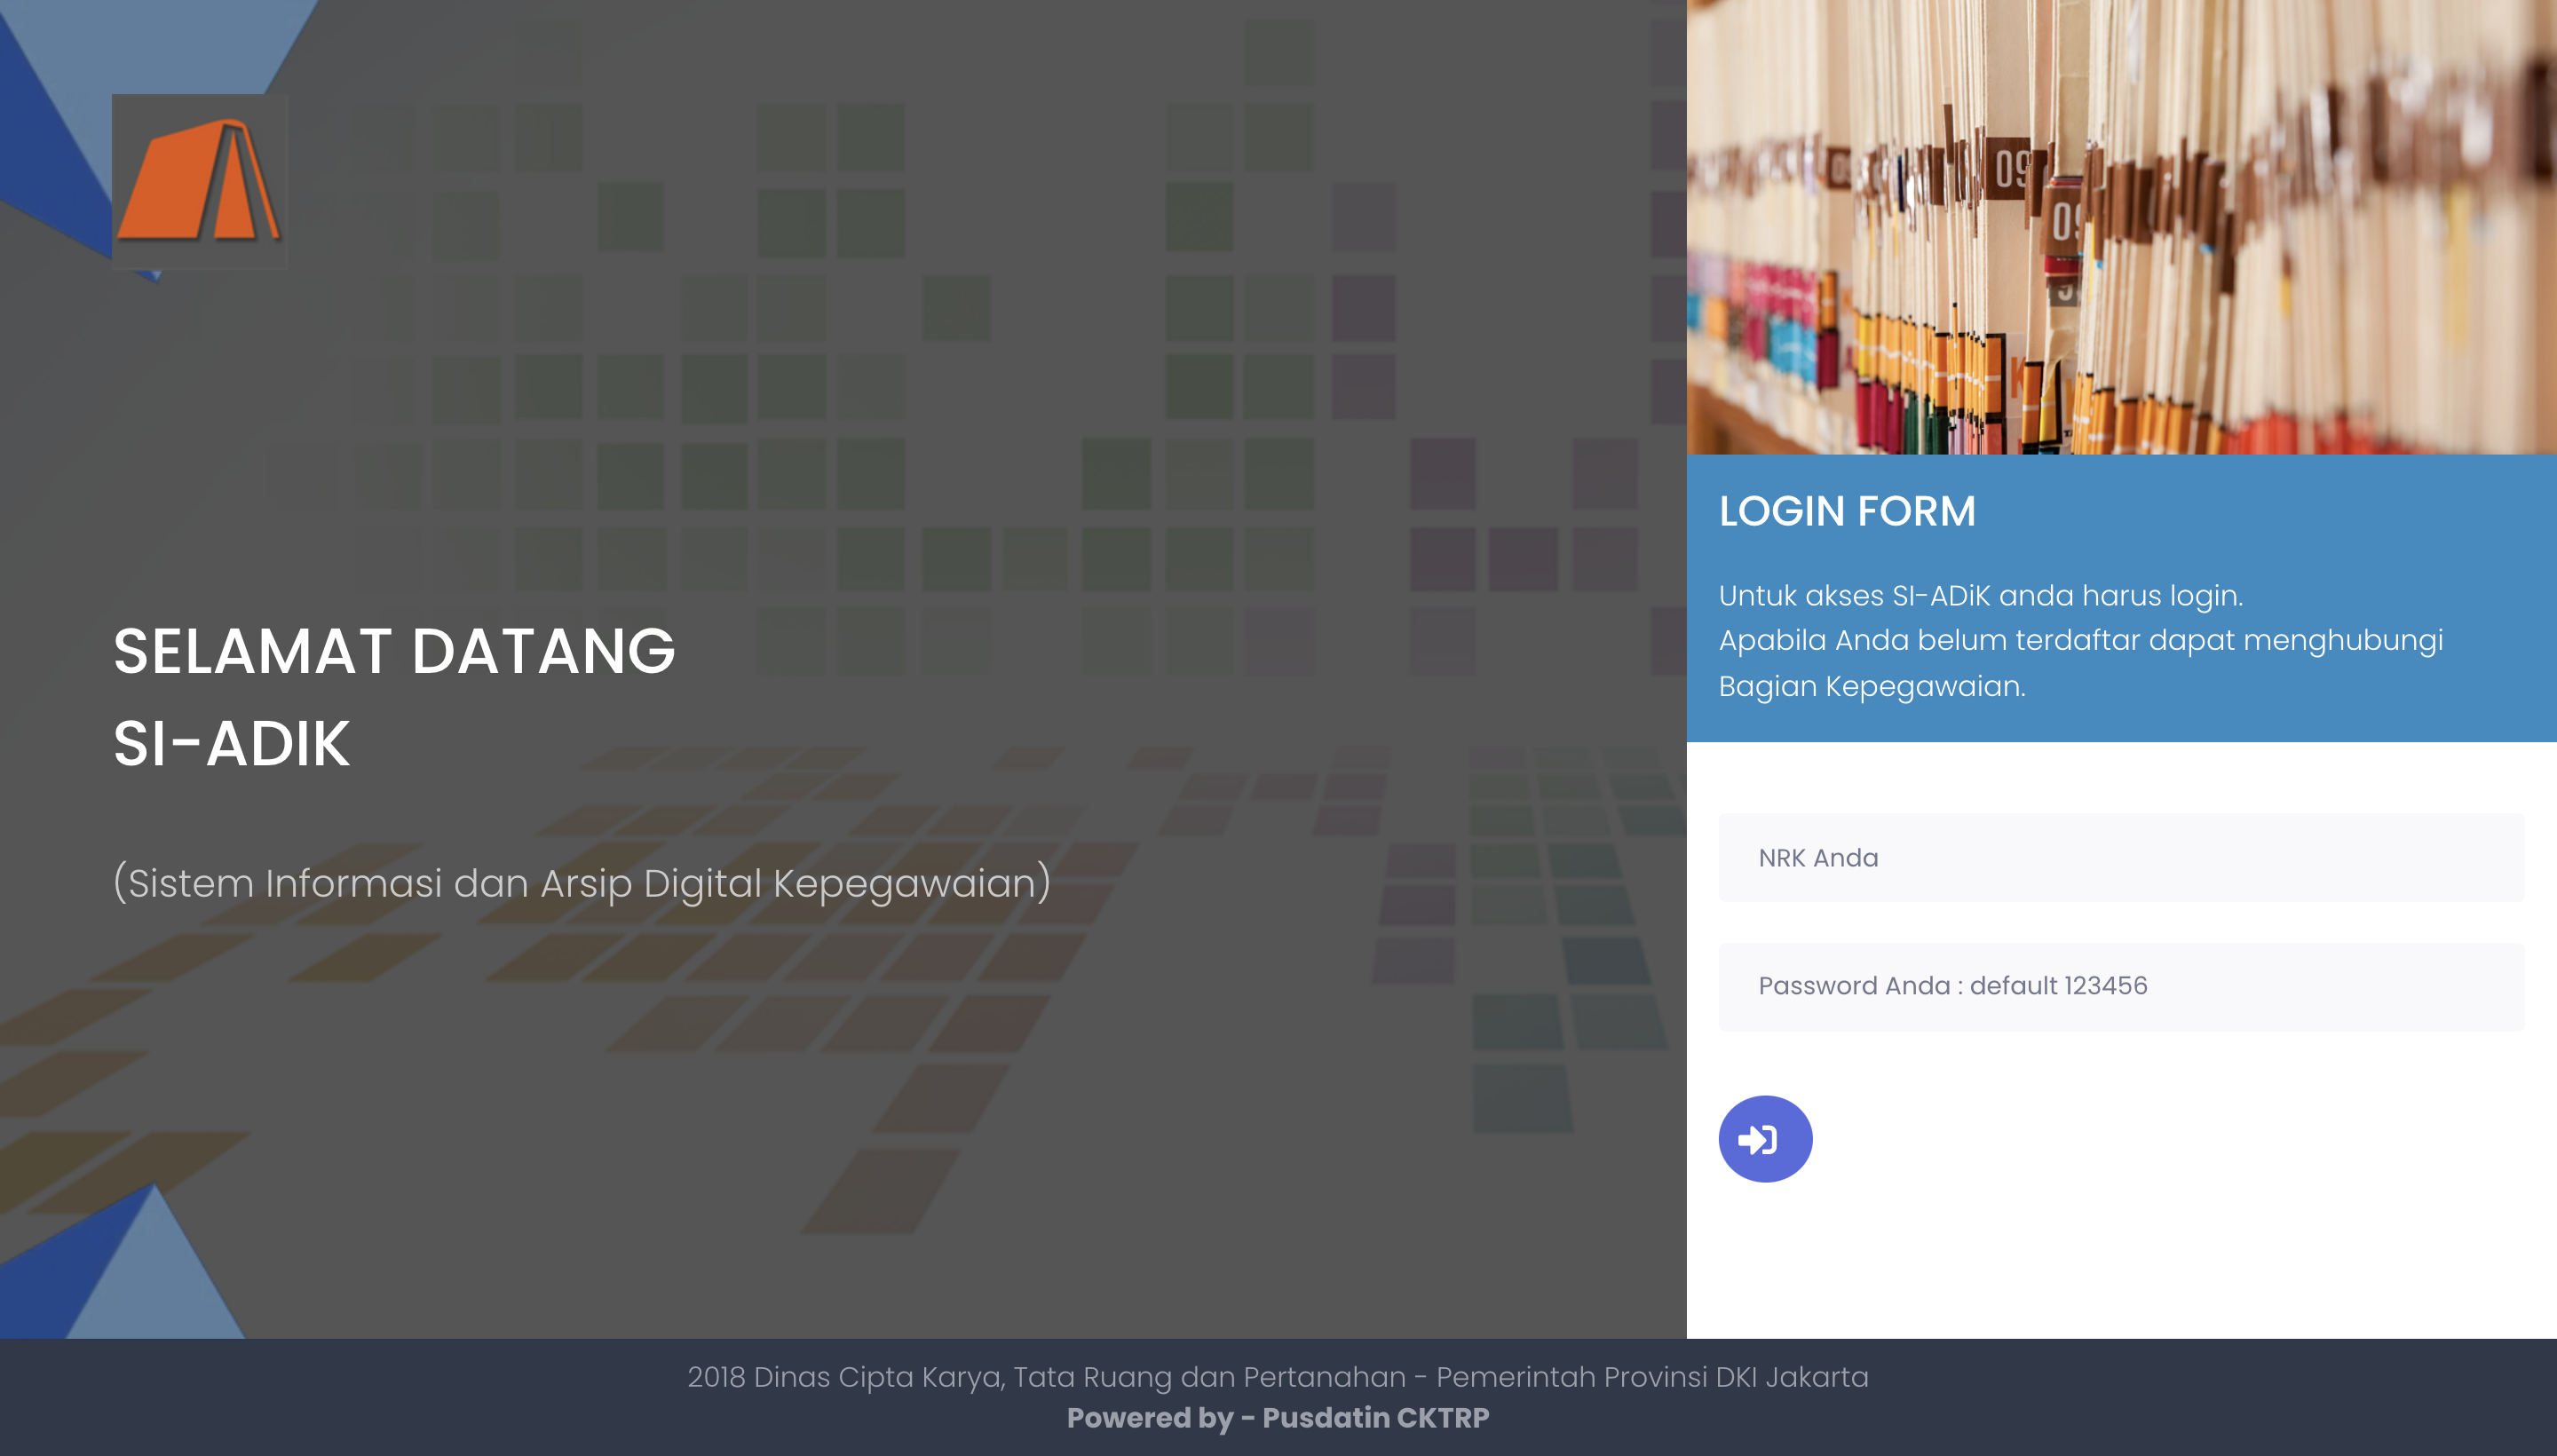 SELAMAT DATANG
SI-ADIK
(Sistem Informasi dan Arsip Digital Kepegawaian)
09
LOGIN FORM
Untuk akses SI-ADiK anda harus login.
Apabila Anda belum terdaftar dapat menghubungi
Bagian Kepegawaian.
NRK Anda
Password Anda : default 123456
2018 Dinas Cipta Karya, Tata Ruang dan Pertanahan - Pemerintah Provinsi DKI Jakarta
Powered by - Pusdatin CKTRP